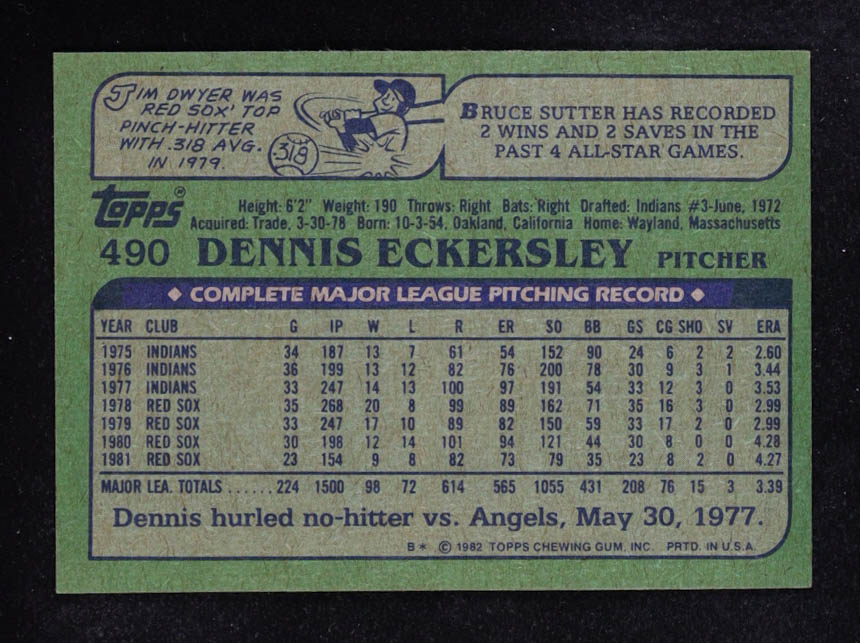 JIM DWYER WAS
RED SOX' TOP
PINCH-HITTER
WITH .318 AVG.
IN 1979.
.318
BRUCE SUTTER HAS RECORDED
2 WINS AND 2 SAVES IN THE
PAST 4 ALL-STAR GAMES.
topps®
Height: 6'2" Weight: 190 Throws: Right Bats: Right Drafted: Indians #3-June, 1972
Acquired: Trade, 3-30-78 Born: 10-3-54, Oakland, California Home: Wayland, Massachusetts
490 DENNIS ECKERSLEY PITCHER
◆ COMPLETE MAJOR LEAGUE PITCHING RECORD ◆
YEAR CLUB G IP W L R ER SO BB GS CG SHO SV ERA
1975 INDIANS 34 187 13 7 61 54 152 90 24 6 2 2 2.60
1976 INDIANS 36 199 13 12 82 76 200 78 30 9 3 1 3.44
1977 INDIANS 33 247 14 13 100 97 191 54 33 12 3 0 3.53
1978 RED SOX 35 268 20 8 99 89 162 71 35 16 3 0 2.99
1979 RED SOX 33 247 17 10 89 82 150 59 33 17 2 0 2.99
1980 RED SOX 30 198 12 14 101 94 121 44 30 8 0 0 4.28
1981 RED SOX 23 154 9 8 82 73 79 35 23 8 2 0 4.27
MAJOR LEA. TOTALS ...... 224 1500 98 72 614 565 1055 431 208 76 15 3 3.39
Dennis hurled no-hitter vs. Angels, May 30, 1977.
B* © 1982 TOPPS CHEWING GUM, INC. PRTD. IN U.S.A.